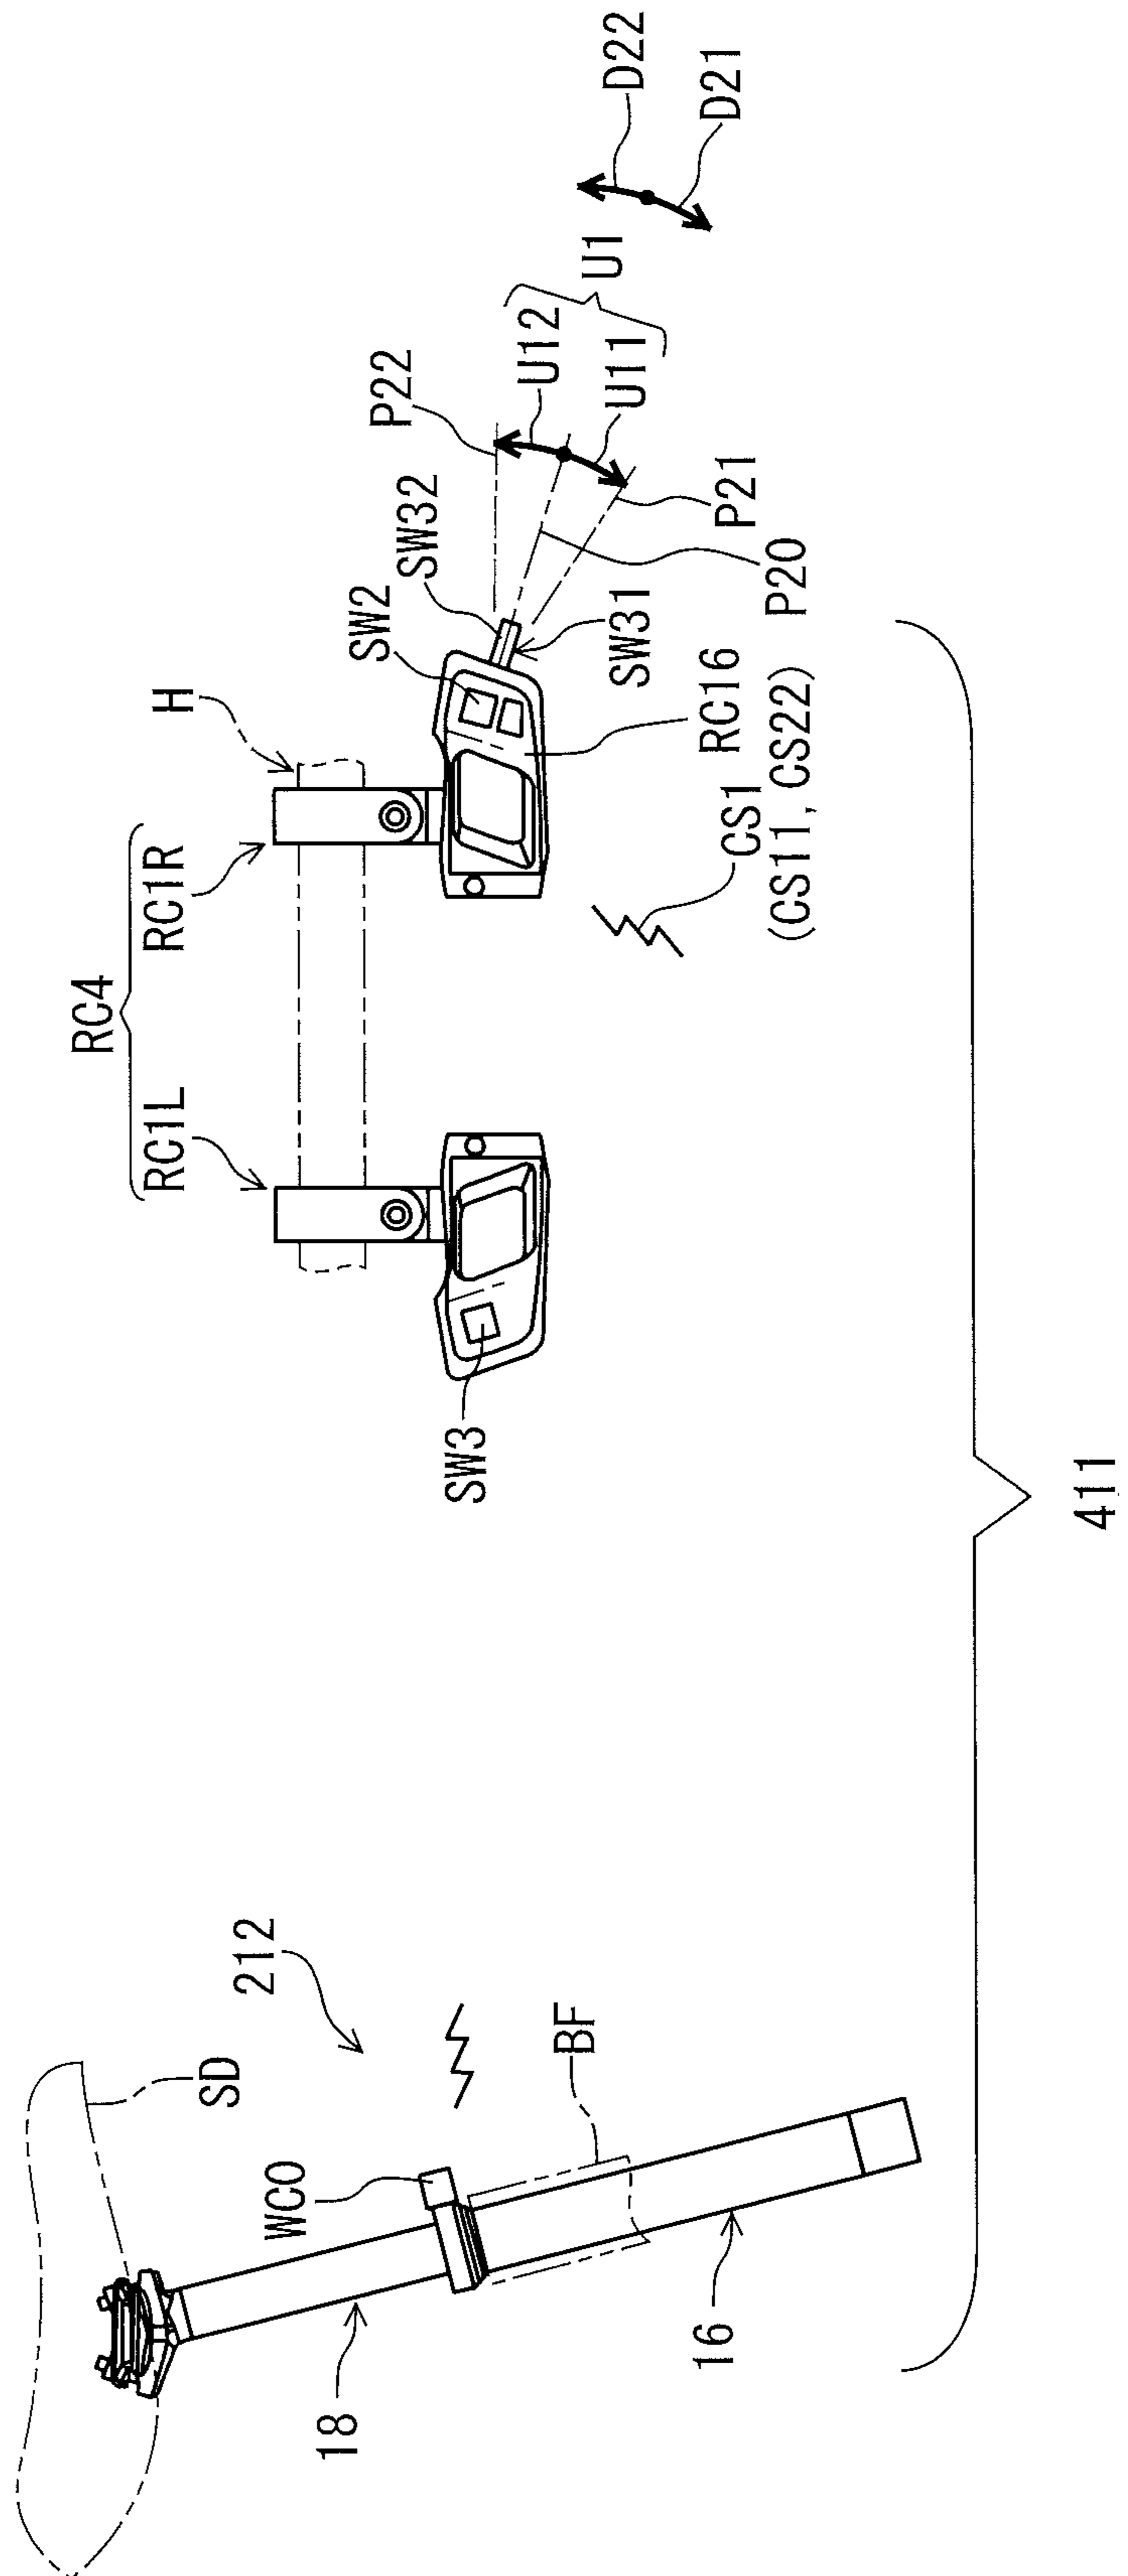 RC4
RC1L
RC1R
H
SW2
SW32
P22
U12
U11
U1
D22
D21
P21
P20
SW31
RC16
CS1
(CS11, CS22)
SW3
212
SD
WC0
BF
18
16
411